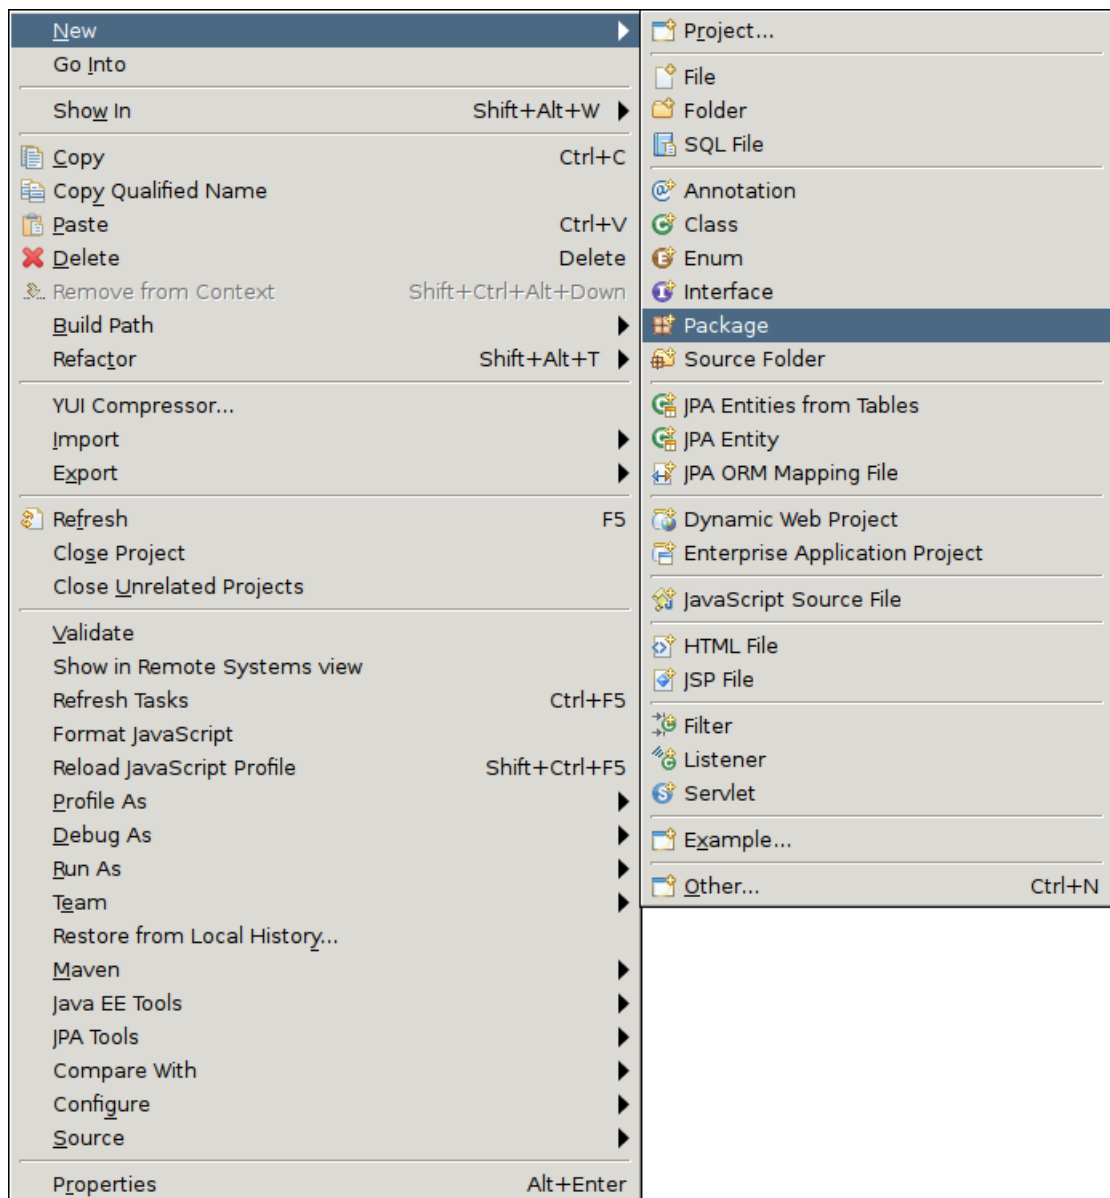 New
Go Into
Show In Shift+Alt+W
Copy Ctrl+C
Copy Qualified Name
Paste Ctrl+V
Delete Delete
Remove from Context Shift+Ctrl+Alt+Down
Build Path
Refactor Shift+Alt+T
YUI Compressor...
Import
Export
Refresh F5
Close Project
Close Unrelated Projects
Validate
Show in Remote Systems view
Refresh Tasks Ctrl+F5
Format JavaScript
Reload JavaScript Profile Shift+Ctrl+F5
Profile As
Debug As
Run As
Team
Restore from Local History...
Maven
Java EE Tools
JPA Tools
Compare With
Configure
Source
Properties Alt+Enter
Project...
File
Folder
SQL File
Annotation
Class
Enum
Interface
Package
Source Folder
JPA Entities from Tables
JPA Entity
JPA ORM Mapping File
Dynamic Web Project
Enterprise Application Project
JavaScript Source File
HTML File
JSP File
Filter
Listener
Servlet
Example...
Other... Ctrl+N